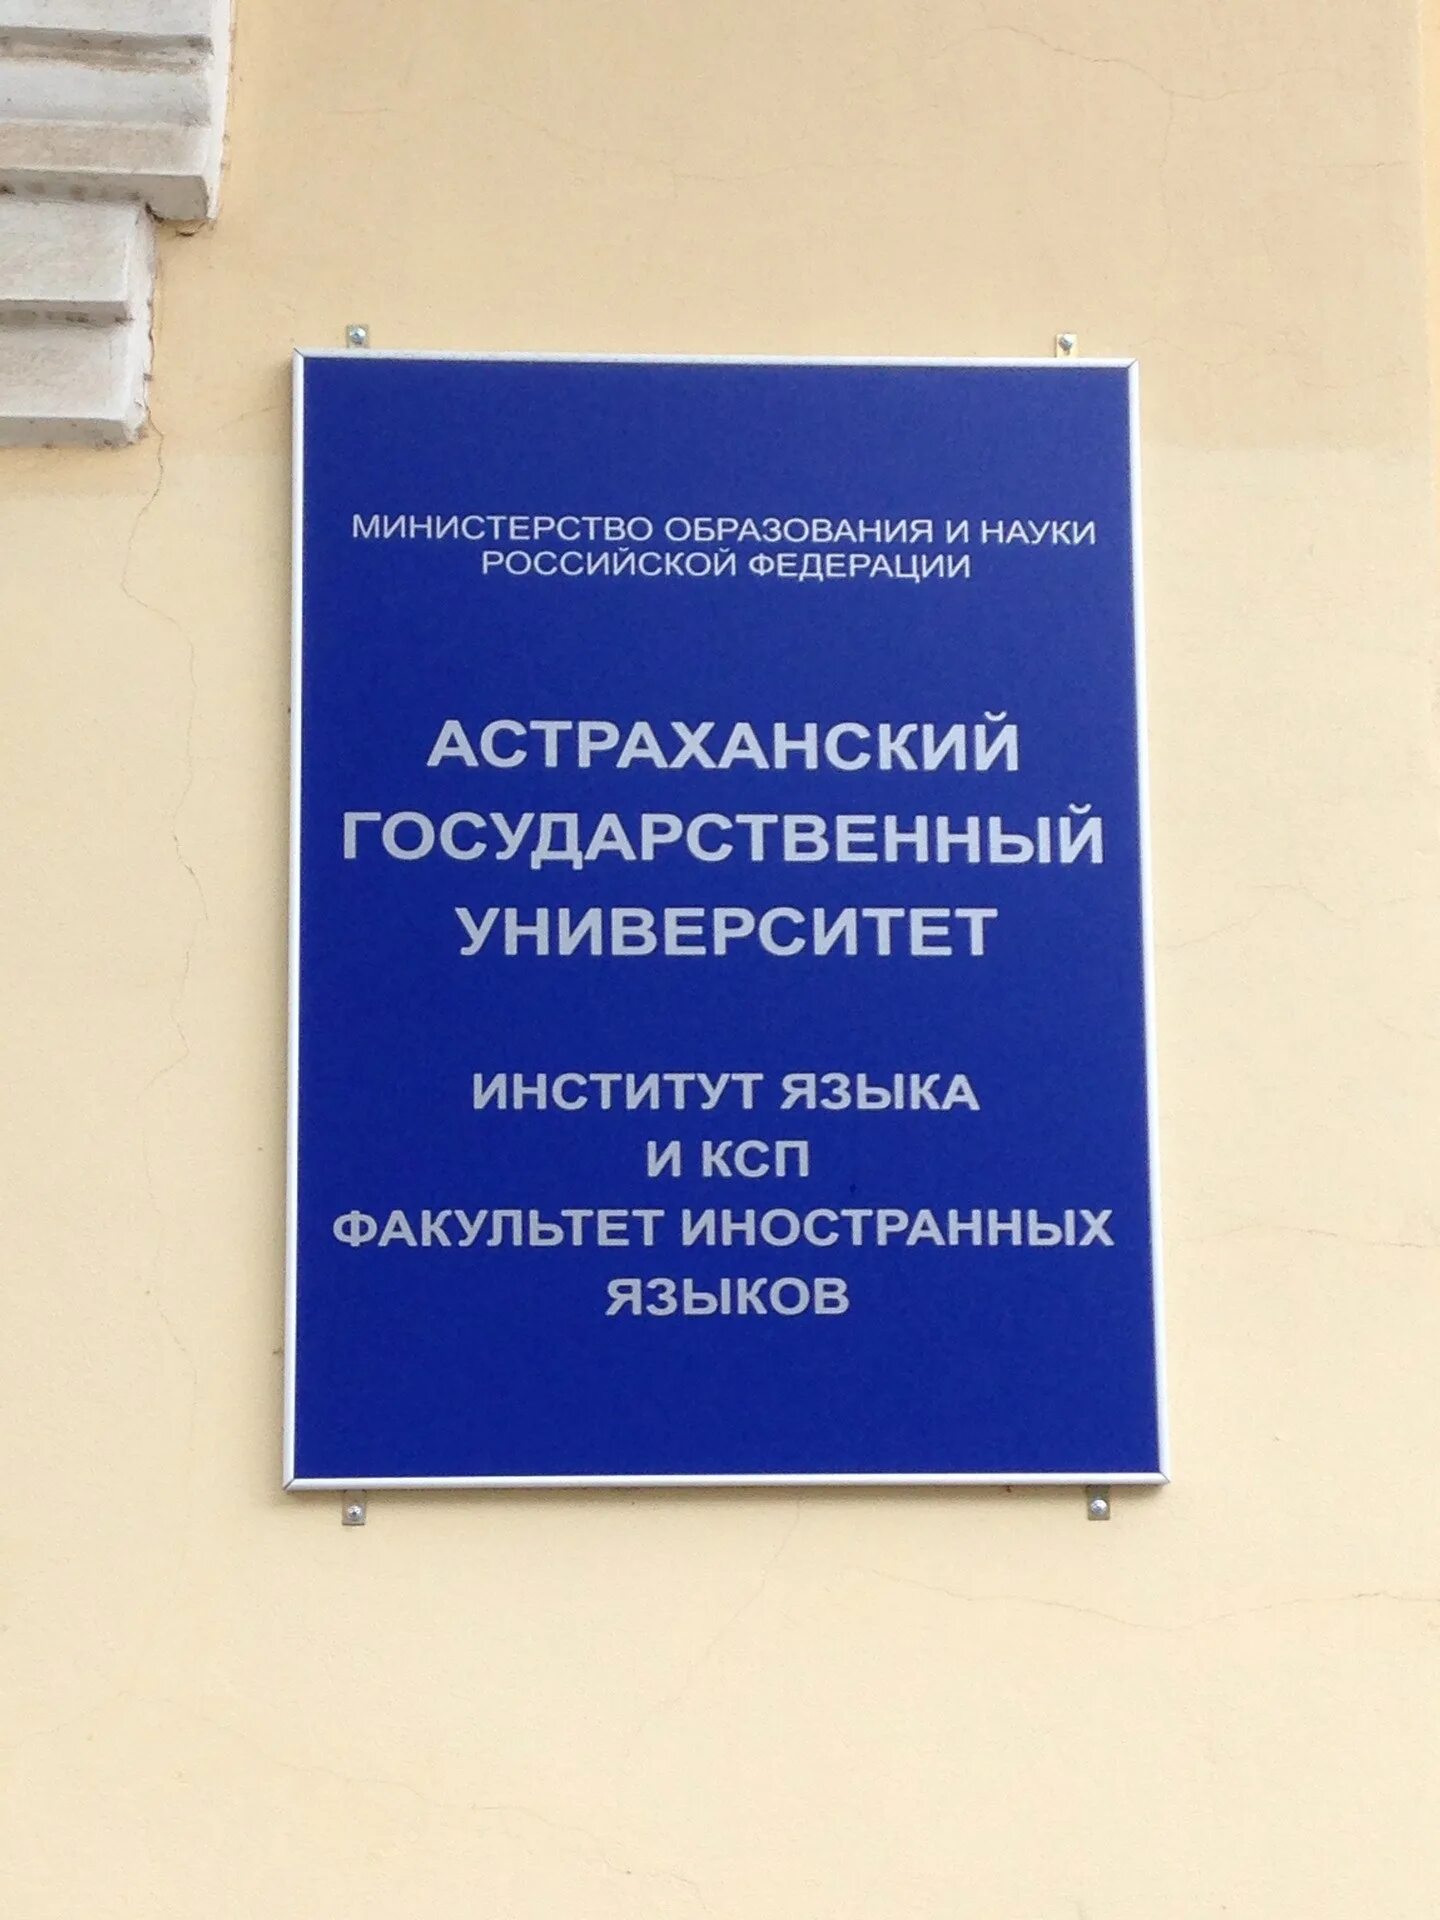 МИНИСТЕРСТВО ОБРАЗОВАНИЯ И НАУКИ
РОССИЙСКОЙ ФЕДЕРАЦИИ
АСТРАХАНСКИЙ
ГОСУДАРСТВЕННЫЙ
УНИВЕРСИТЕТ
ИНСТИТУТ ЯЗЫКА
И КСП
ФАКУЛЬТЕТ ИНОСТРАННЫХ
ЯЗЫКОВ